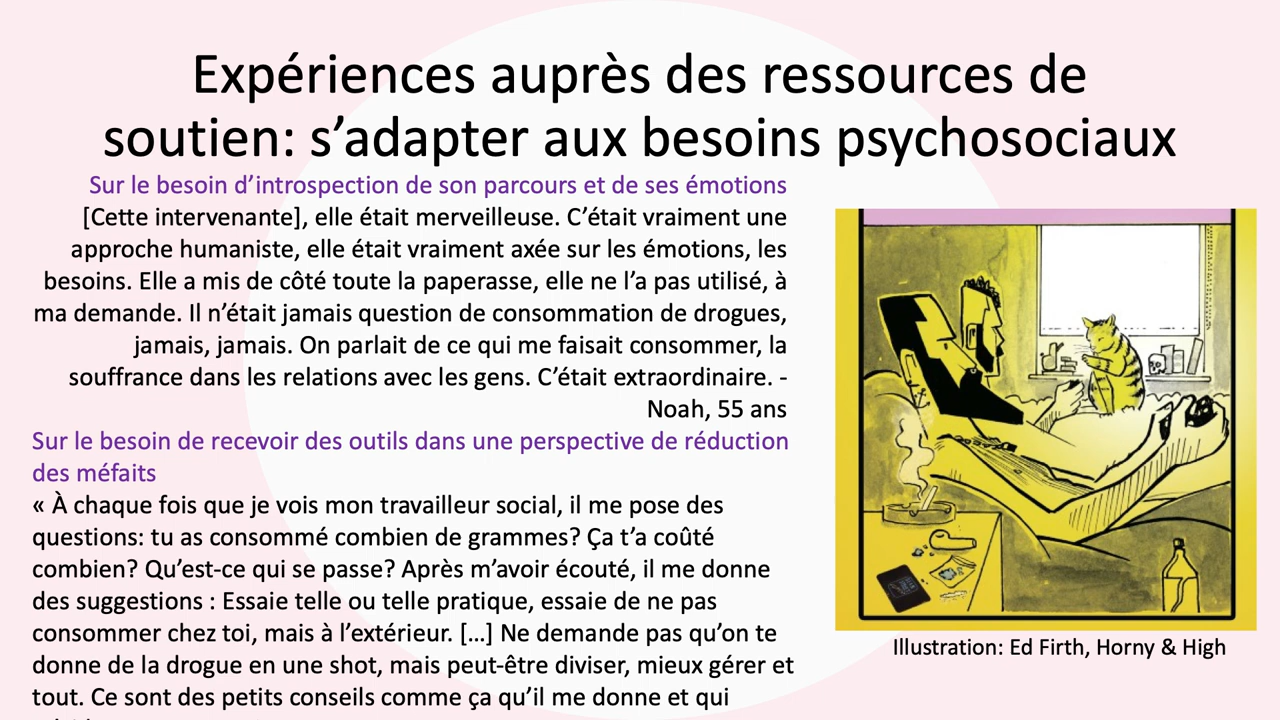 Expériences auprès des ressources de
soutien: s’adapter aux besoins psychosociaux
Sur le besoin d’introspection de son parcours et de ses émotions
[Cette intervenante], elle était merveilleuse. C’était vraiment une
approche humaniste, elle était vraiment axée sur les émotions, les
besoins. Elle a mis de côté toute la paperasse, elle ne l’a pas utilisé, à
ma demande. Il n’était jamais question de consommation de drogues,
jamais, jamais. On parlait de ce qui me faisait consommer, la
souffrance dans les relations avec les gens. C’était extraordinaire. -
Noah, 55 ans
Sur le besoin de recevoir des outils dans une perspective de réduction
des méfaits
« À chaque fois que je vois mon travailleur social, il me pose des
questions: tu as consommé combien de grammes? Ça t’a coûté
combien? Qu’est-ce qui se passe? Après m’avoir écouté, il me donne
des suggestions : Essaie telle ou telle pratique, essaie de ne pas
consommer chez toi, mais à l’extérieur. […] Ne demande pas qu’on te
donne de la drogue en une shot, mais peut-être diviser, mieux gérer et
tout. Ce sont des petits conseils comme ça qu’il me donne et qui
Illustration: Ed Firth, Horny & High